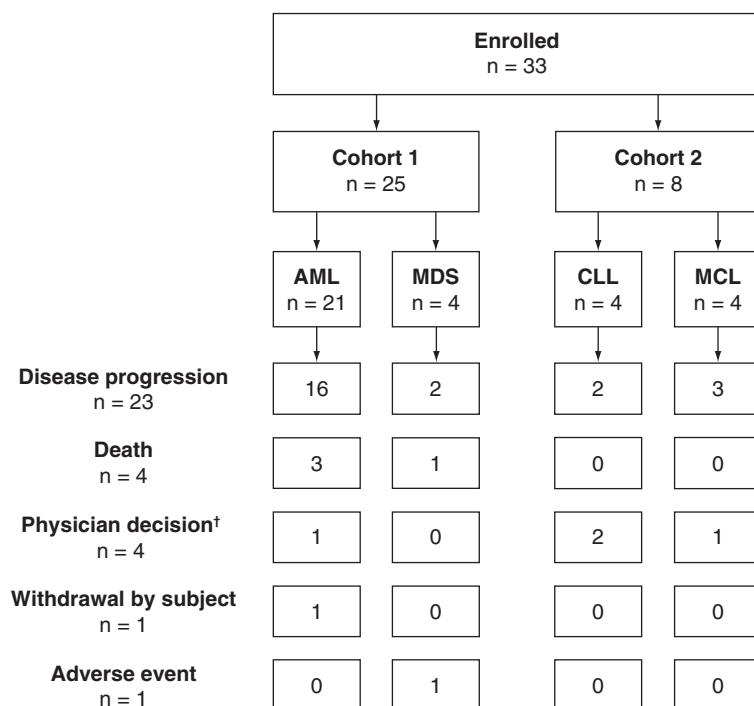 Enrolled
n = 33
Cohort 1
n = 25
Cohort 2
n = 8
AML
n = 21
MDS
n = 4
CLL
n = 4
MCL
n = 4
Disease progression
n = 23
16
2
2
3
Death
n = 4
3
1
0
0
Physician decision†
n = 4
1
0
2
1
Withdrawal by subject
n = 1
1
0
0
0
Adverse event
n = 1
0
1
0
0